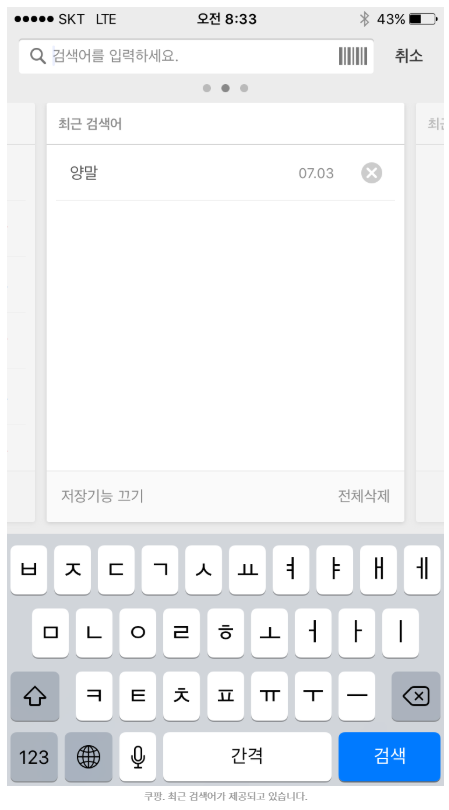 SKT LTE 오전 8:33 43%
검색어를 입력하세요. 취소
최근 검색어
최근
양말 07.03
저장기능 끄기 전체삭제
ㅂ ㅈ ㄷ ㄱ ㅅ ㅛ ㅕ ㅑ ㅐ ㅔ
ㅁ ㄴ ㅇ ㄹ ㅎ ㅗ ㅓ ㅏ ㅣ
ㅋ ㅌ ㅊ ㅍ ㅠ ㅜ ㅡ
123 간격 검색
쿠팡. 최근 검색어가 제공되고 있습니다.